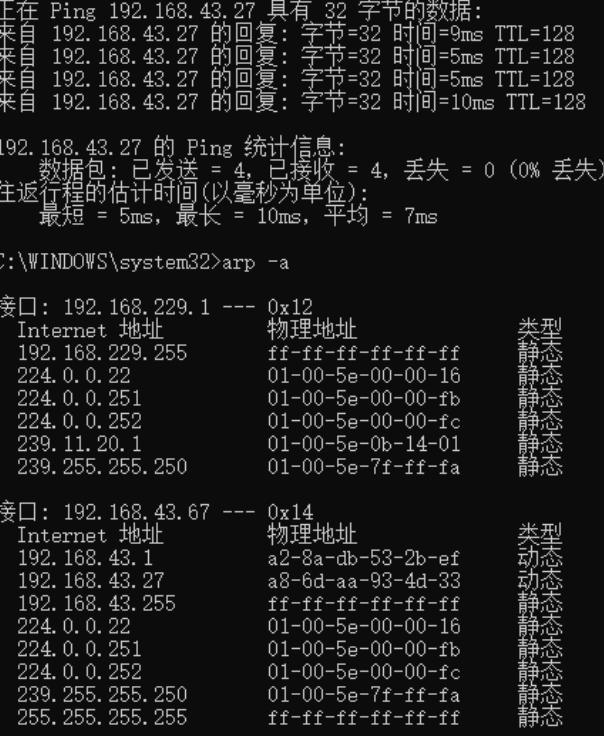 正在 Ping 192.168.43.27 具有 32 字节的数据:
来自 192.168.43.27 的回复: 字节=32 时间=9ms TTL=128
来自 192.168.43.27 的回复: 字节=32 时间=5ms TTL=128
来自 192.168.43.27 的回复: 字节=32 时间=5ms TTL=128
来自 192.168.43.27 的回复: 字节=32 时间=10ms TTL=128
192.168.43.27 的 Ping 统计信息:
数据包: 已发送 = 4, 已接收 = 4, 丢失 = 0 (0% 丢失)
往返行程的估计时间(以毫秒为单位):
最短 = 5ms, 最长 = 10ms, 平均 = 7ms
C:\WINDOWS\system32>arp -a
接口: 192.168.229.1 --- 0x12
Internet 地址 物理地址 类型
192.168.229.255 ff-ff-ff-ff-ff-ff 静态
224.0.0.22 01-00-5e-00-00-16 静态
224.0.0.251 01-00-5e-00-00-fb 静态
224.0.0.252 01-00-5e-00-00-fc 静态
239.11.20.1 01-00-5e-0b-14-01 静态
239.255.255.250 01-00-5e-7f-ff-fa 静态
接口: 192.168.43.67 --- 0x14
Internet 地址 物理地址 类型
192.168.43.1 a2-8a-db-53-2b-ef 动态
192.168.43.27 a8-6d-aa-93-4d-33 动态
192.168.43.255 ff-ff-ff-ff-ff-ff 静态
224.0.0.22 01-00-5e-00-00-16 静态
224.0.0.251 01-00-5e-00-00-fb 静态
224.0.0.252 01-00-5e-00-00-fc 静态
239.255.255.250 01-00-5e-7f-ff-fa 静态
255.255.255.255 ff-ff-ff-ff-ff-ff 静态